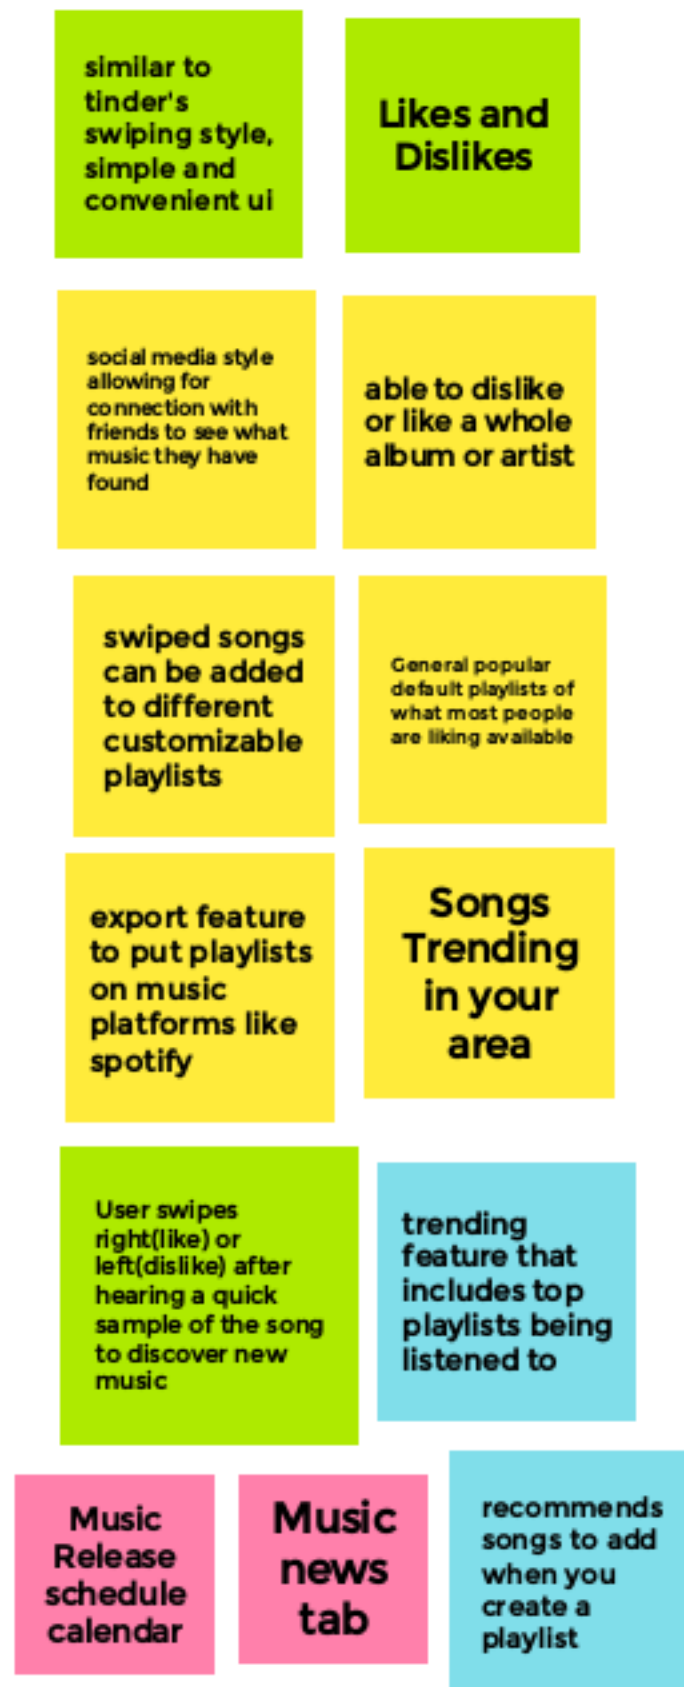 similar to
tinder's
swiping style,
simple and
convenient ui
Likes and
Dislikes
social media style
allowing for
connection with
friends to see what
music they have
found
able to dislike
or like a whole
album or artist
swiped songs
can be added
to different
customizable
playlists
General popular
default playlists of
what most people
are liking available
export feature
to put playlists
on music
platforms like
spotify
Songs
Trending
in your
area
User swipes
right(like) or
left(dislike) after
hearing a quick
sample of the song
to discover new
music
trending
feature that
includes top
playlists being
listened to
Music
Release
schedule
calendar
Music
news
tab
recommends
songs to add
when you
create a
playlist